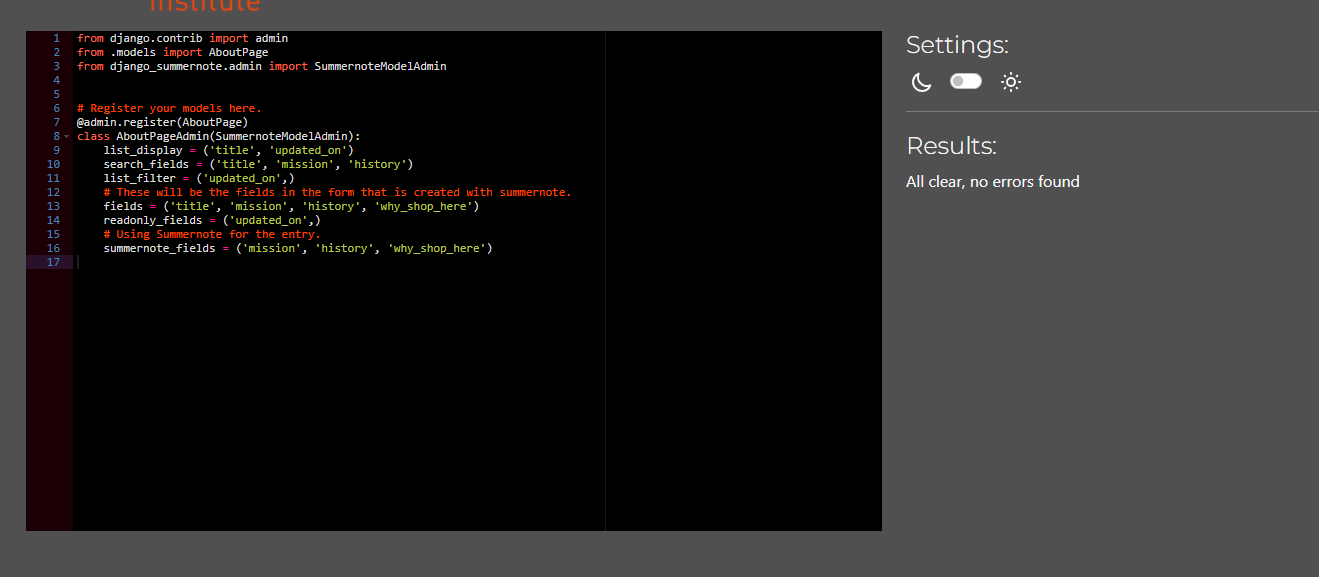 Institute
1 from django.contrib import admin
2 from .models import AboutPage
3 from django_summernote.admin import SummernoteModelAdmin
4
5
6 # Register your models here.
7 @admin.register(AboutPage)
8 class AboutPageAdmin(SummernoteModelAdmin):
9     list_display = ('title', 'updated_on')
10     search_fields = ('title', 'mission', 'history')
11     list_filter = ('updated_on',)
12     # These will be the fields in the form that is created with summernote.
13     fields = ('title', 'mission', 'history', 'why_shop_here')
14     readonly_fields = ('updated_on',)
15     # Using Summernote for the entry.
16     summernote_fields = ('mission', 'history', 'why_shop_here')
17
Settings:
Results:
All clear, no errors found